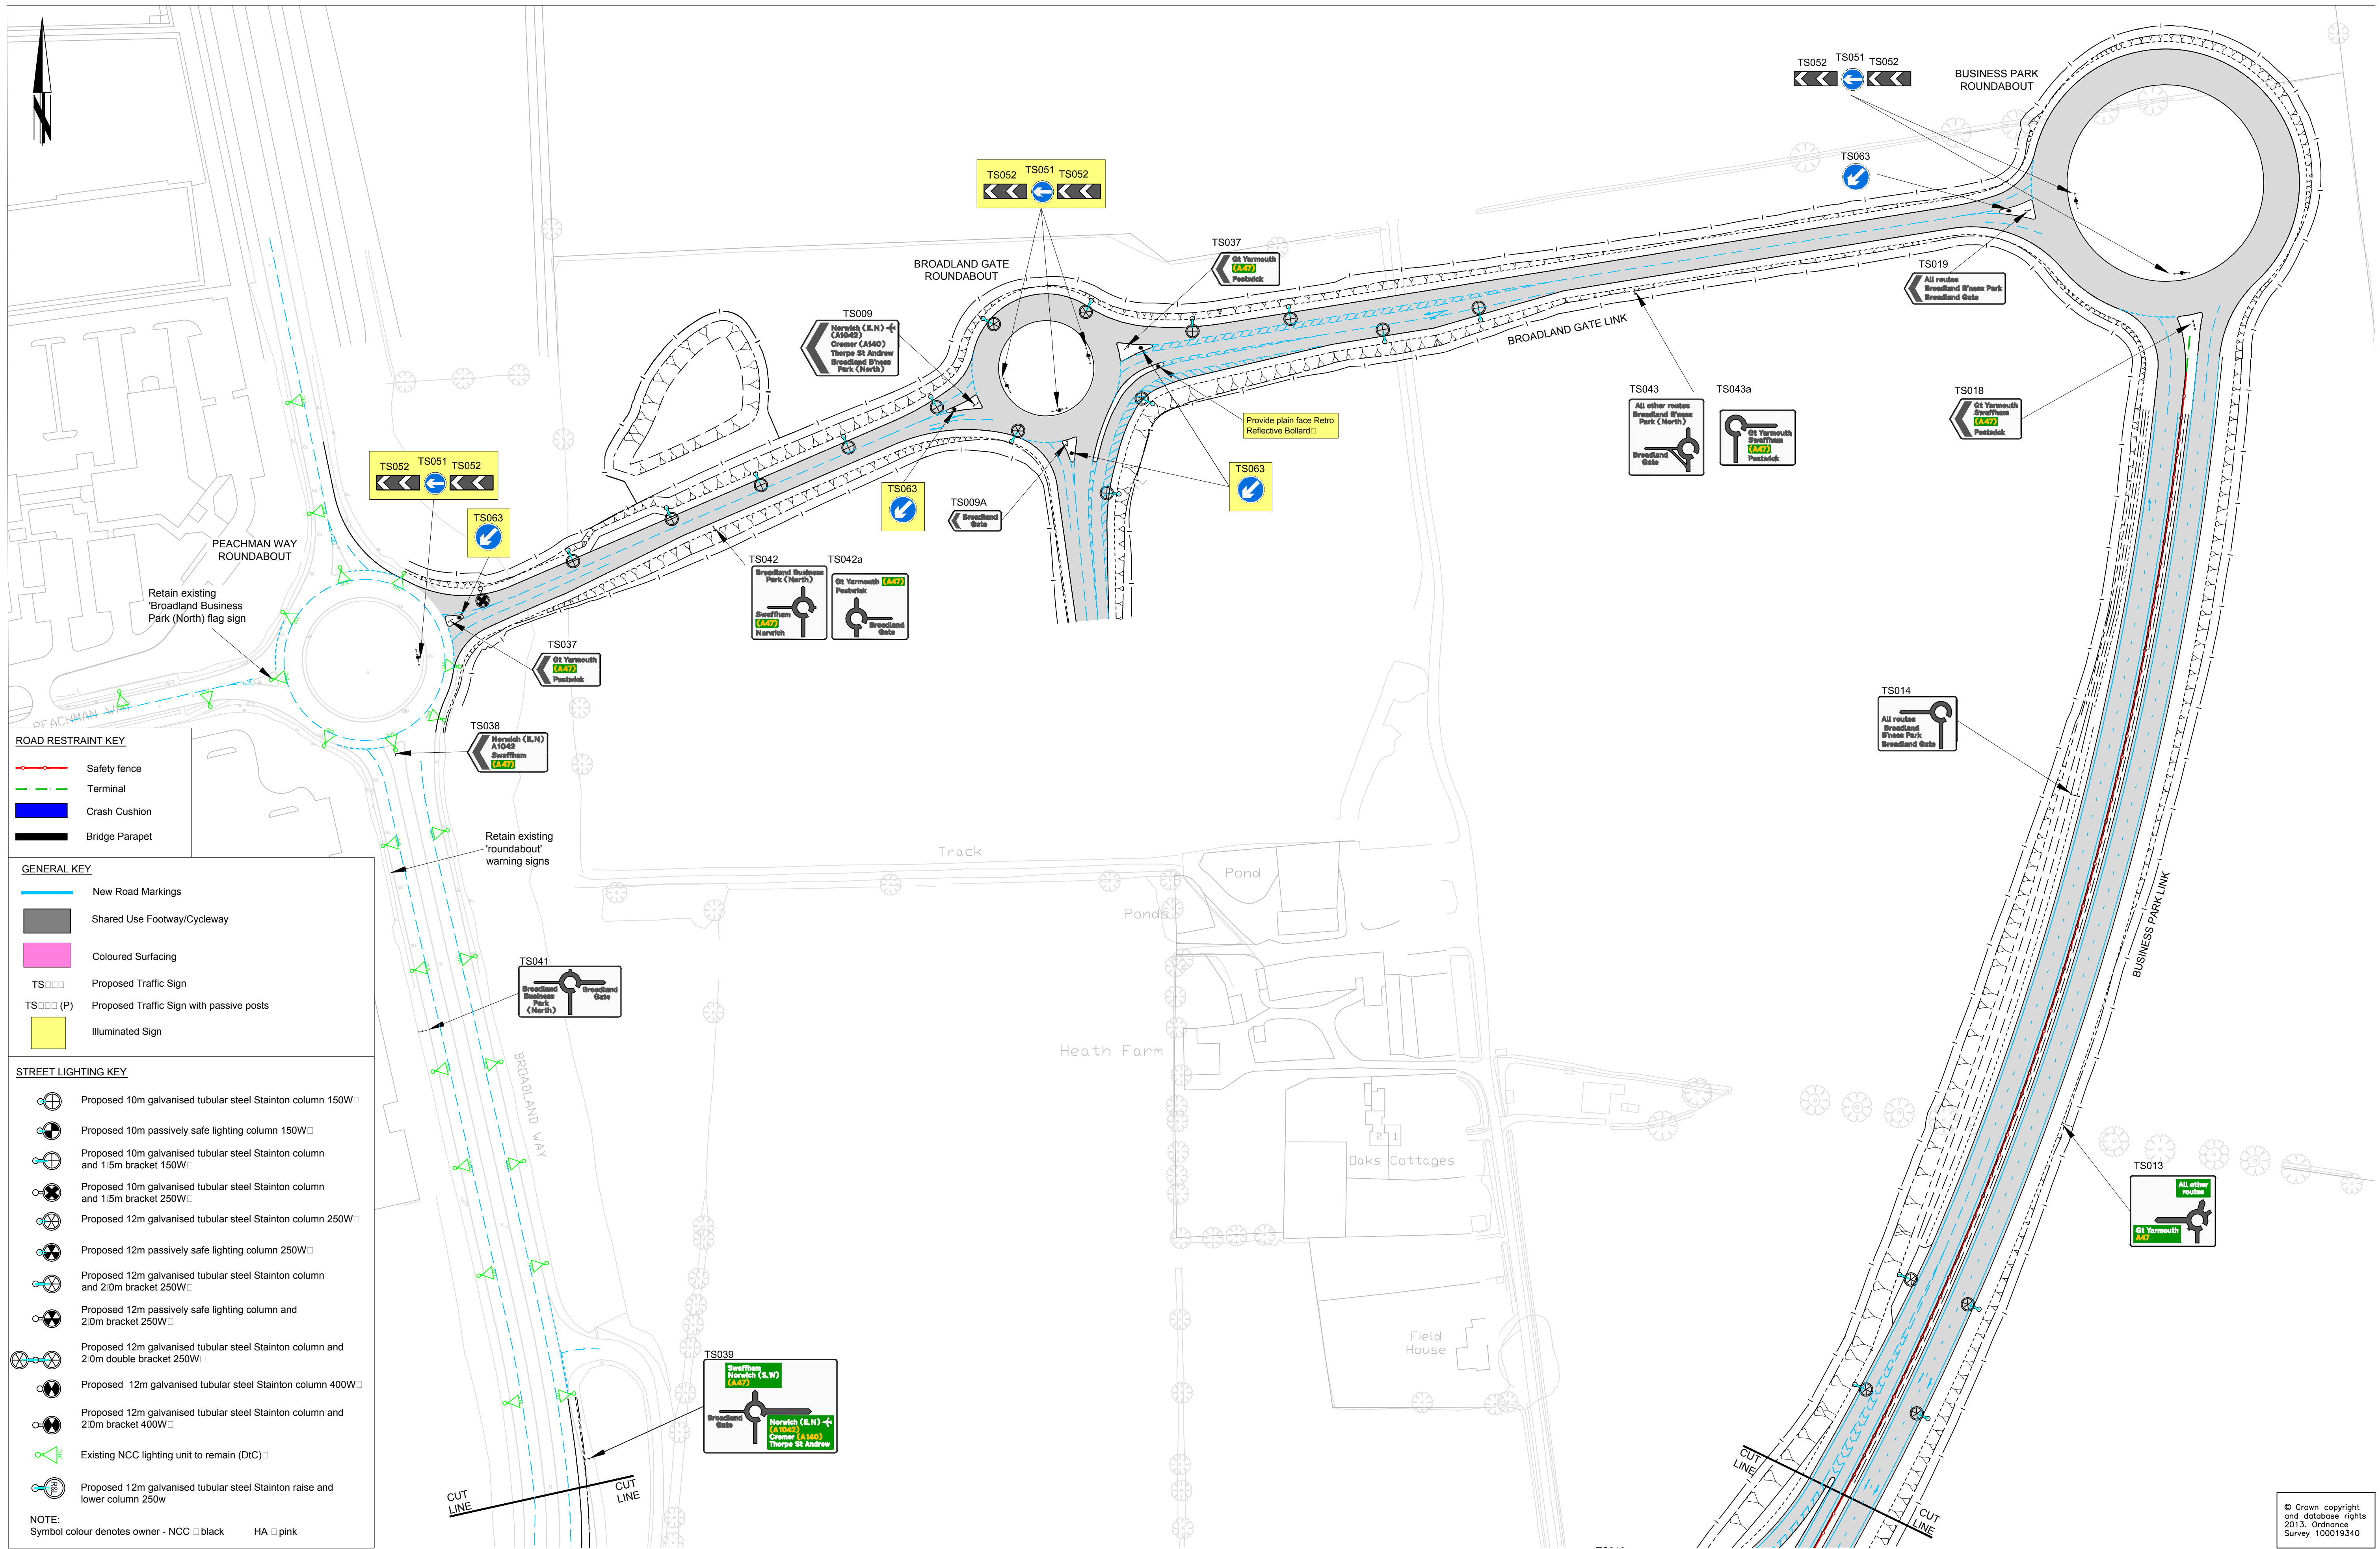 N
TS052 TS051 TS052
BUSINESS PARK
ROUNDABOUT
TS063
TS019
All routes
Broadland B'ness Park
Broadland Gate
TS052 TS051 TS052
BROADLAND GATE
ROUNDABOUT
TS037
Gt Yarmouth
(A47)
Postwick
TS009
Norwich (E,N)
(A1042)
Cromer (A140)
Thorpe St Andrew
Broadland B'ness
Park (North)
BROADLAND GATE LINK
TS043
All other routes
Broadland B'ness
Park (North)
Broadland
Gate
TS043a
Gt Yarmouth
Swaffham
(A47)
Postwick
TS018
Gt Yarmouth
Swaffham
(A47)
Postwick
Provide plain face Retro
Reflective Bollard
TS063
TS063
TS009A
Broadland
Gate
TS052 TS051 TS052
TS063
PEACHMAN WAY
ROUNDABOUT
Retain existing
'Broadland Business
Park (North) flag sign
TS042
Broadland Business
Park (North)
Swaffham
(A47)
Norwich
TS042a
Gt Yarmouth (A47)
Postwick
Broadland
Gate
TS037
Gt Yarmouth
(A47)
Postwick
PEACHMAN WAY
TS038
Norwich (E,N)
A1042
Swaffham
(A47)
TS014
All routes
Broadland
B'ness Park
Broadland Gate
Retain existing
'roundabout'
warning signs
Track
Pond
Ponds
BUSINESS PARK LINK
TS041
Broadland
Business
Park
(North)
Broadland
Gate
BROADLAND WAY
Heath Farm
2 1
Oaks Cottages
TS013
All other
routes
Gt Yarmouth
A47
Field
House
TS039
Swaffham
Norwich (S,W)
(A47)
Broadland
Gate
Norwich (E,N)
(A1042)
Cromer (A140)
Thorpe St Andrew
CUT
LINE
CUT
LINE
CUT
LINE
CUT
LINE
ROAD RESTRAINT KEY
Safety fence
Terminal
Crash Cushion
Bridge Parapet
GENERAL KEY
New Road Markings
Shared Use Footway/Cycleway
Coloured Surfacing
TS□□□ Proposed Traffic Sign
TS□□□ (P) Proposed Traffic Sign with passive posts
Illuminated Sign
STREET LIGHTING KEY
Proposed 10m galvanised tubular steel Stainton column 150W□
Proposed 10m passively safe lighting column 150W□
Proposed 10m galvanised tubular steel Stainton column
and 1.5m bracket 150W□
Proposed 10m galvanised tubular steel Stainton column
and 1.5m bracket 250W□
Proposed 12m galvanised tubular steel Stainton column 250W□
Proposed 12m passively safe lighting column 250W□
Proposed 12m galvanised tubular steel Stainton column
and 2.0m bracket 250W□
Proposed 12m passively safe lighting column and
2.0m bracket 250W□
Proposed 12m galvanised tubular steel Stainton column and
2.0m double bracket 250W□
Proposed 12m galvanised tubular steel Stainton column 400W□
Proposed 12m galvanised tubular steel Stainton column and
2.0m bracket 400W□
Existing NCC lighting unit to remain (DtC)□
R&L Proposed 12m galvanised tubular steel Stainton raise and
lower column 250w
NOTE:
Symbol colour denotes owner - NCC □ black HA □ pink
© Crown copyright
and database rights
2013. Ordnance
Survey 100019340